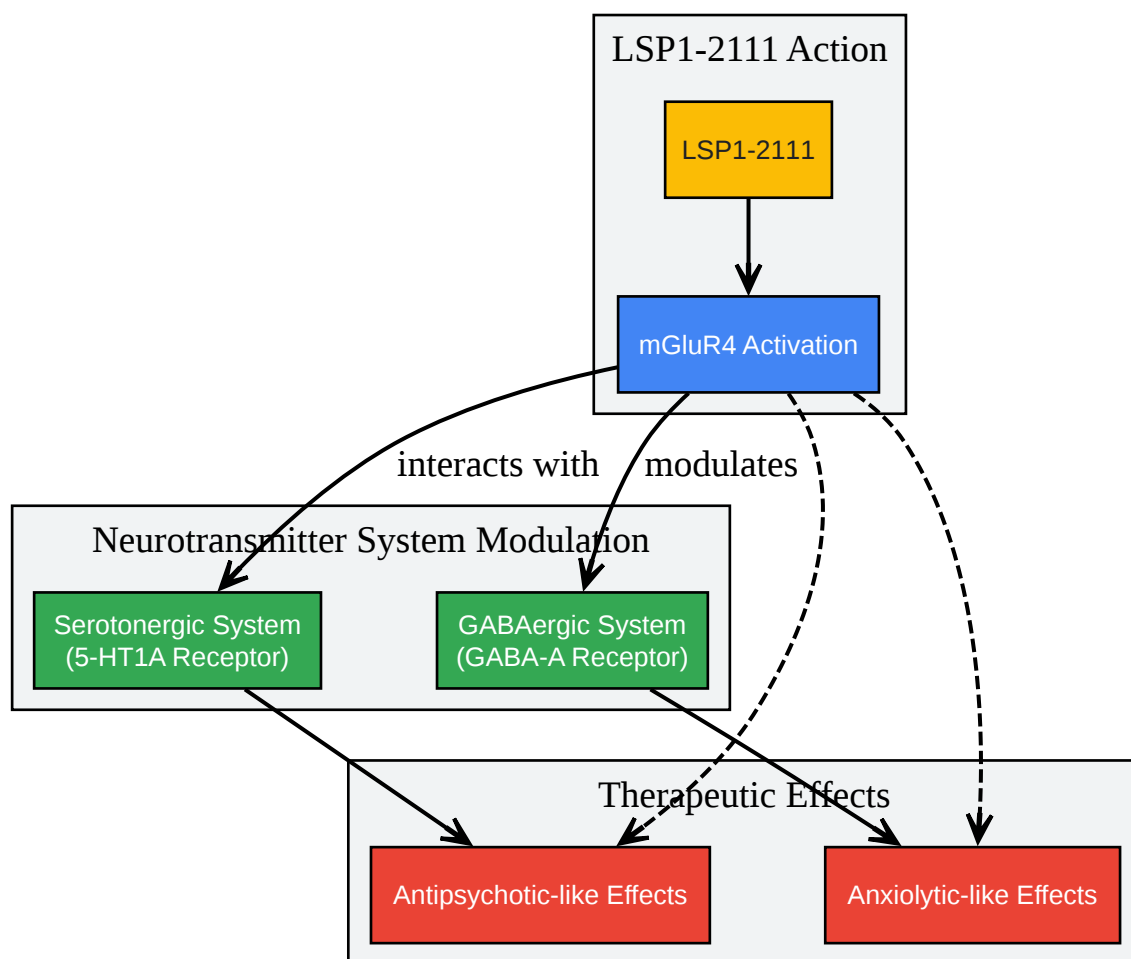 LSP1-2111 Action
LSP1-2111
mGluR4 Activation
interacts with
modulates
Neurotransmitter System Modulation
Serotonergic System
(5-HT1A Receptor)
GABAergic System
(GABA-A Receptor)
Therapeutic Effects
Antipsychotic-like Effects
Anxiolytic-like Effects